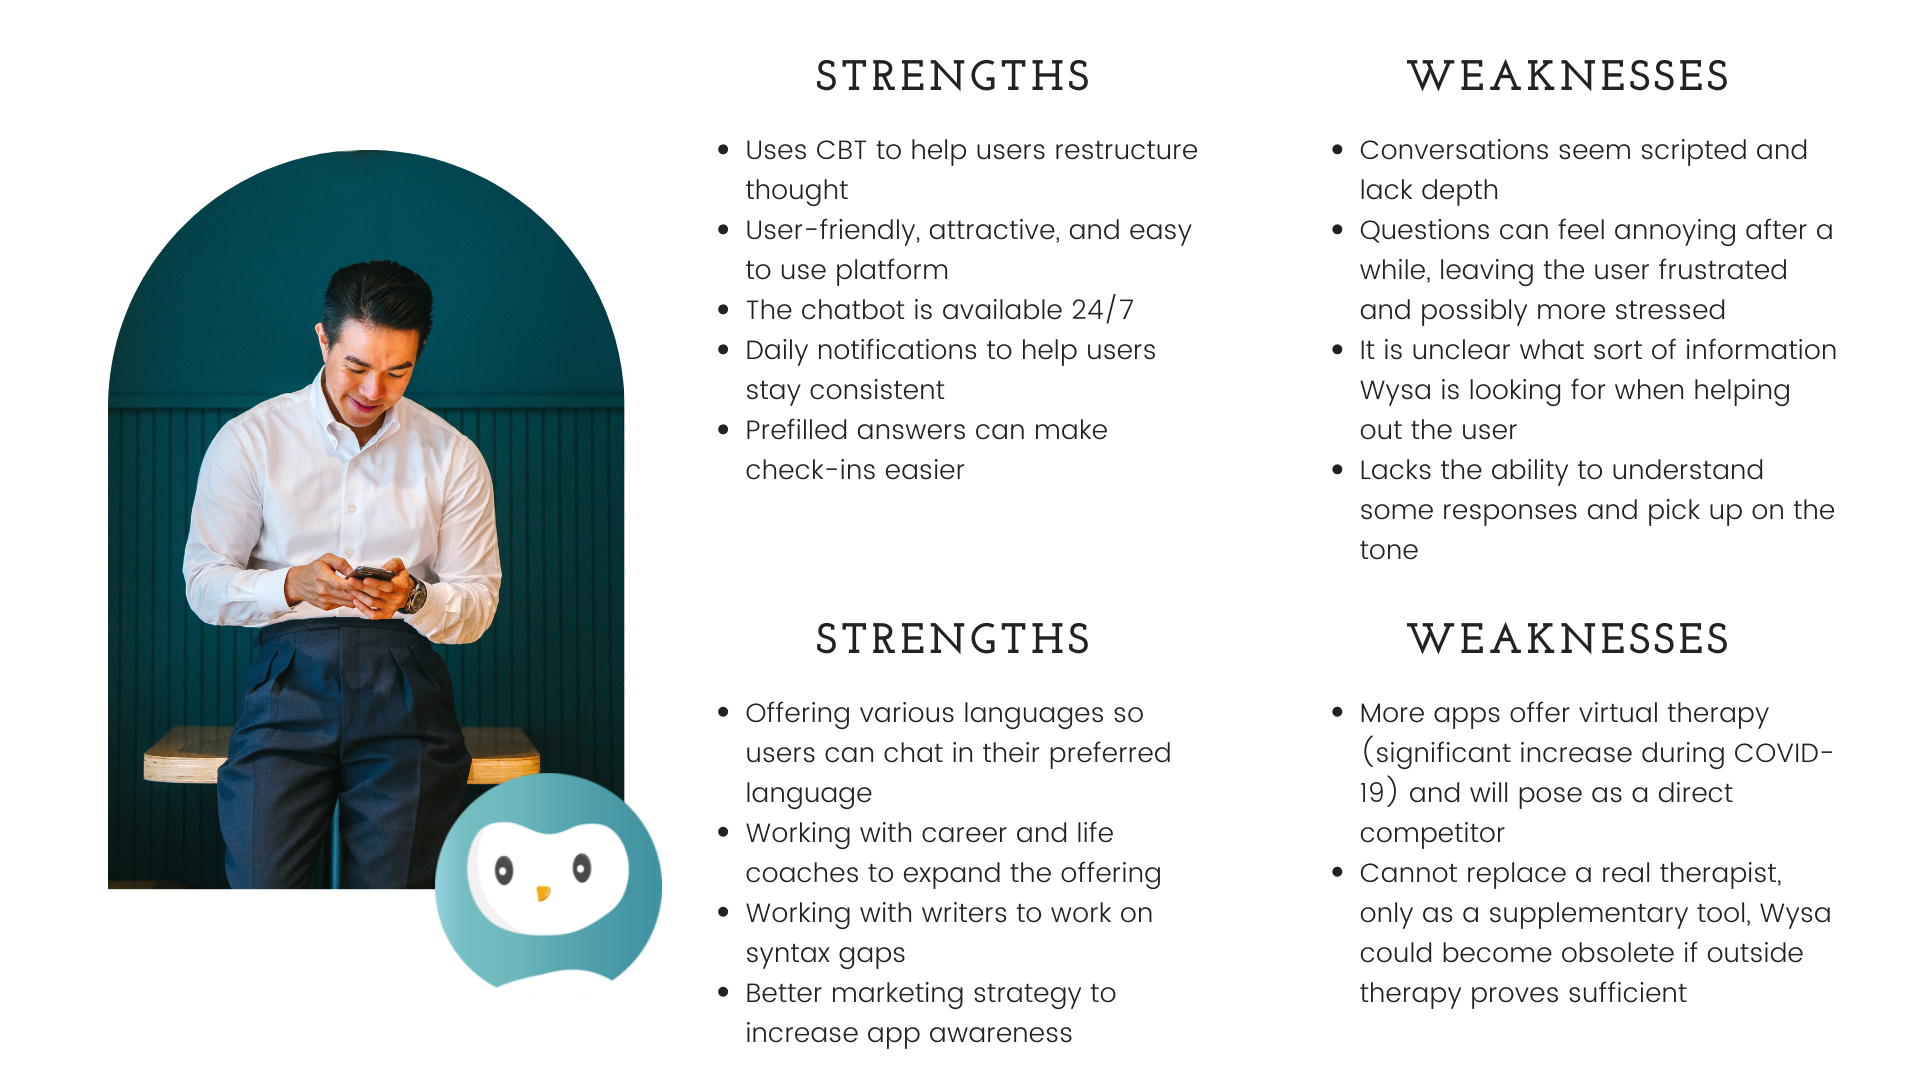 STRENGTHS
Uses CBT to help users restructure
thought
User-friendly, attractive, and easy
to use platform
The chatbot is available 24/7
Daily notifications to help users
stay consistent
Prefilled answers can make
check-ins easier
WEAKNESSES
Conversations seem scripted and
lack depth
Questions can feel annoying after a
while, leaving the user frustrated
and possibly more stressed
It is unclear what sort of information
Wysa is looking for when helping
out the user
Lacks the ability to understand
some responses and pick up on the
tone
STRENGTHS
Offering various languages so
users can chat in their preferred
language
Working with career and life
coaches to expand the offering
Working with writers to work on
syntax gaps
Better marketing strategy to
increase app awareness
WEAKNESSES
More apps offer virtual therapy
(significant increase during COVID-
19) and will pose as a direct
competitor
Cannot replace a real therapist,
only as a supplementary tool, Wysa
could become obsolete if outside
therapy proves sufficient